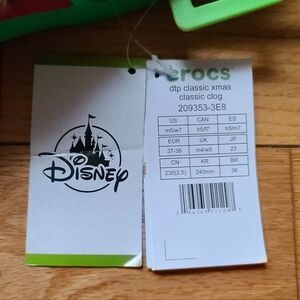 Disney
crocs
dtp classic xmas
classic clog
209353-3E8
US CAN ES
m5/w7 h5/f7 h5/m7
EUR UK JP
37-38 m4/w5 23
CN KR BR
230(2.5) 240mm 36